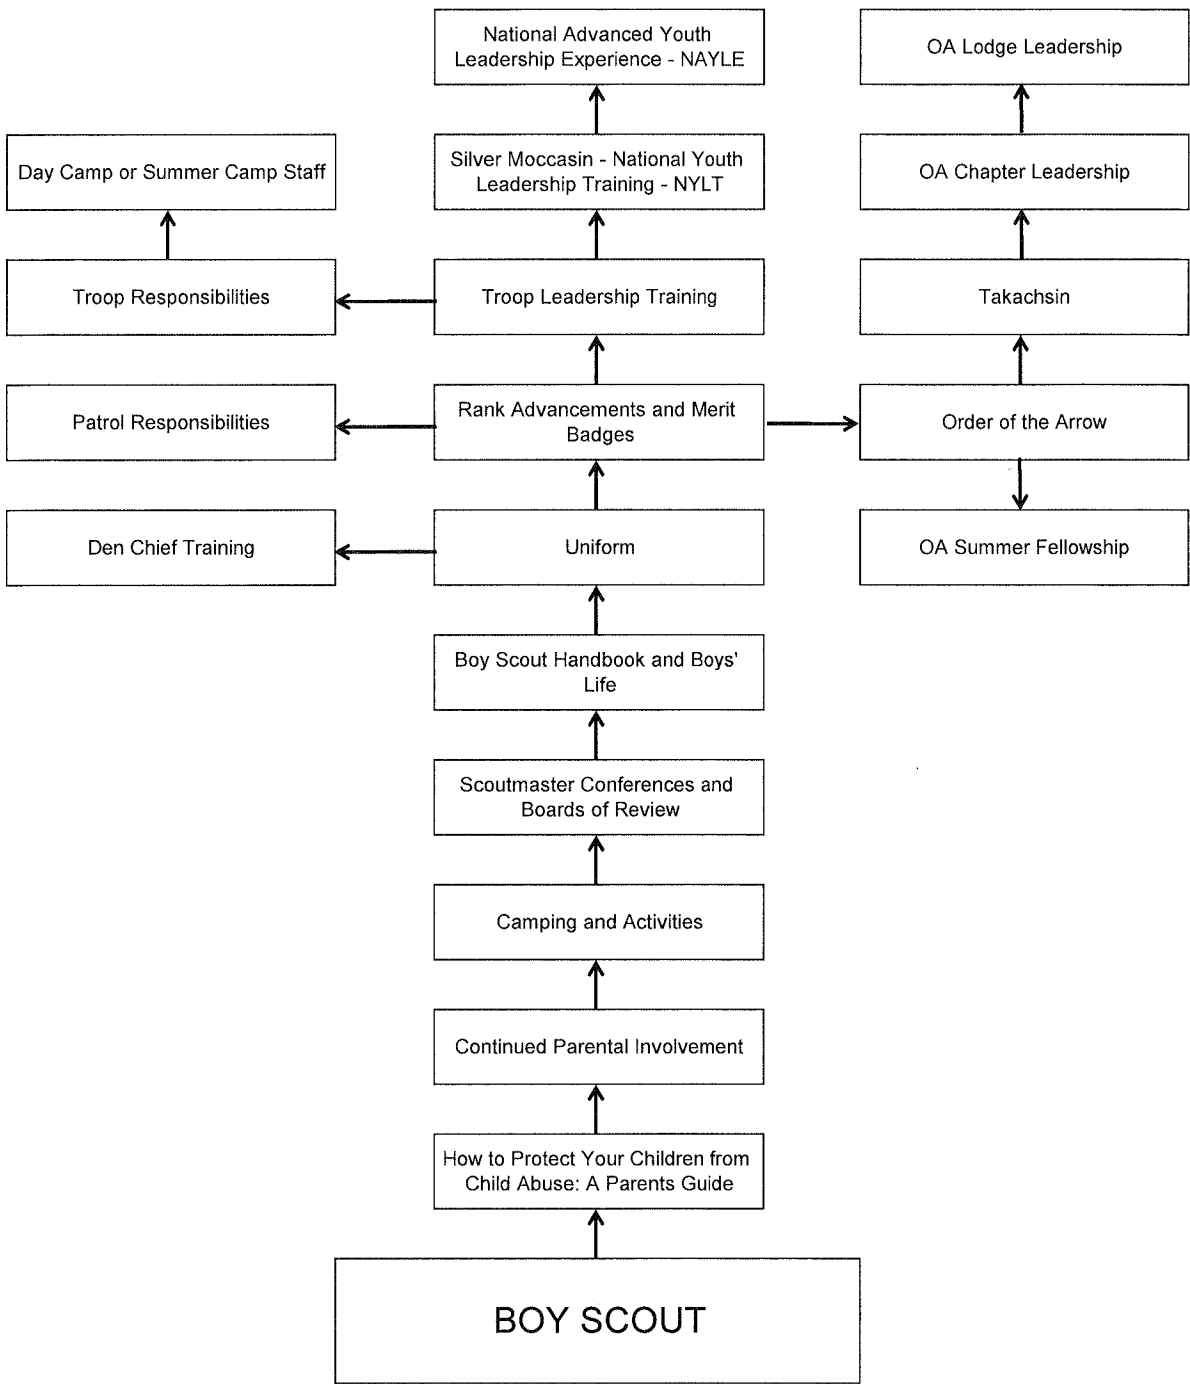 National Advanced Youth
Leadership Experience - NAYLE
OA Lodge Leadership
Day Camp or Summer Camp Staff
Silver Moccasin - National Youth
Leadership Training - NYLT
OA Chapter Leadership
Troop Responsibilities
Troop Leadership Training
Takachsin
Patrol Responsibilities
Rank Advancements and Merit
Badges
Order of the Arrow
Den Chief Training
Uniform
OA Summer Fellowship
Boy Scout Handbook and Boys'
Life
Scoutmaster Conferences and
Boards of Review
Camping and Activities
Continued Parental Involvement
How to Protect Your Children from
Child Abuse: A Parents Guide
BOY SCOUT